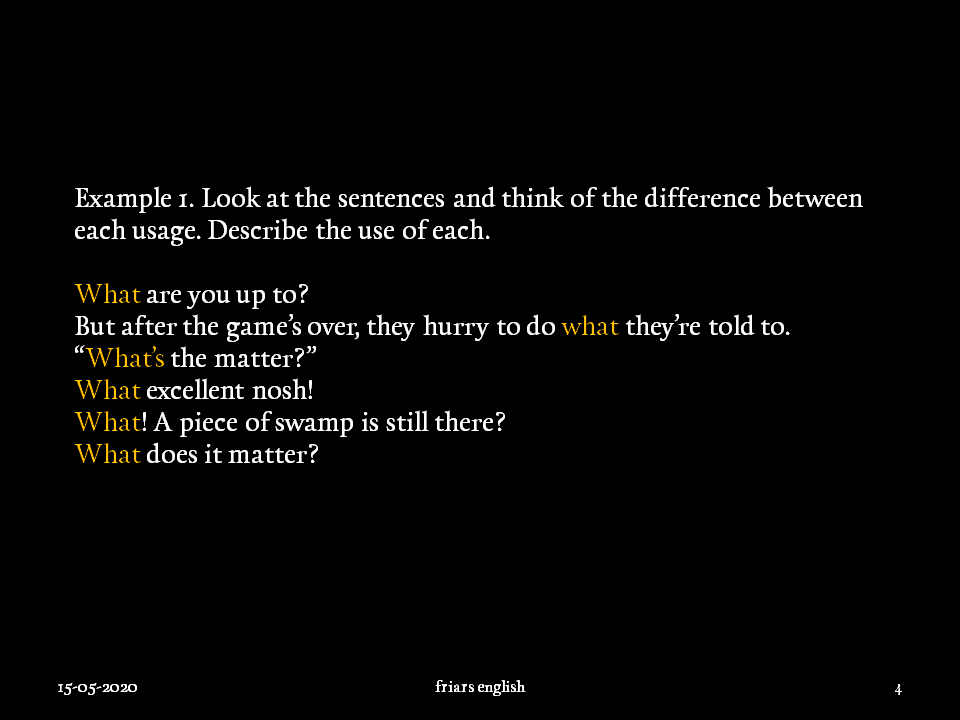 Example 1. Look at the sentences and think of the difference between
each usage. Describe the use of each.
What are you up to?
But after the game’s over, they hurry to do what they’re told to.
“What’s the matter?”
What excellent nosh!
What! A piece of swamp is still there?
What does it matter?
15-05-2020
friars english
4